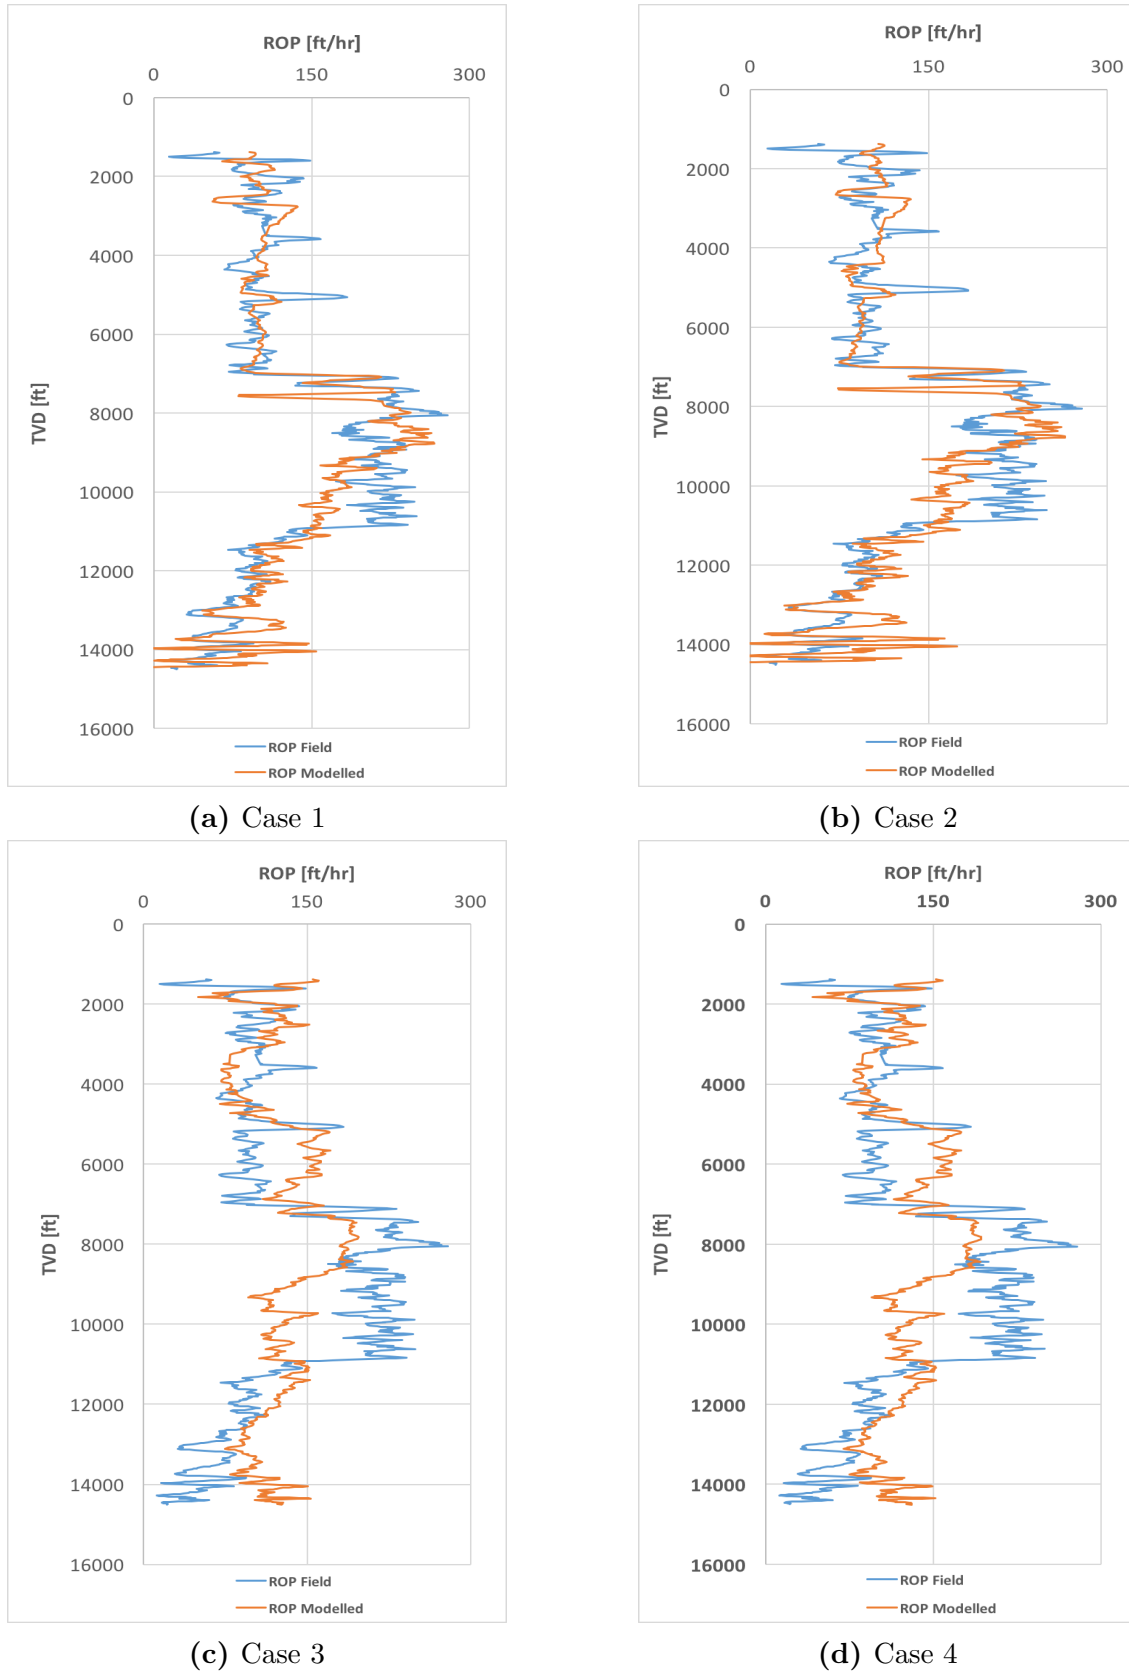 ROP [ft/hr]
0 150 300
0
2000
4000
6000
8000
10000
12000
14000
16000
TVD [ft]
ROP Field
ROP Modelled
(a) Case 1
ROP [ft/hr]
0 150 300
0
2000
4000
6000
8000
10000
12000
14000
16000
TVD [ft]
ROP Field
ROP Modelled
(b) Case 2
ROP [ft/hr]
0 150 300
0
2000
4000
6000
8000
10000
12000
14000
16000
TVD [ft]
ROP Field
ROP Modelled
(c) Case 3
ROP [ft/hr]
0 150 300
0
2000
4000
6000
8000
10000
12000
14000
16000
TVD [ft]
ROP Field
ROP Modelled
(d) Case 4